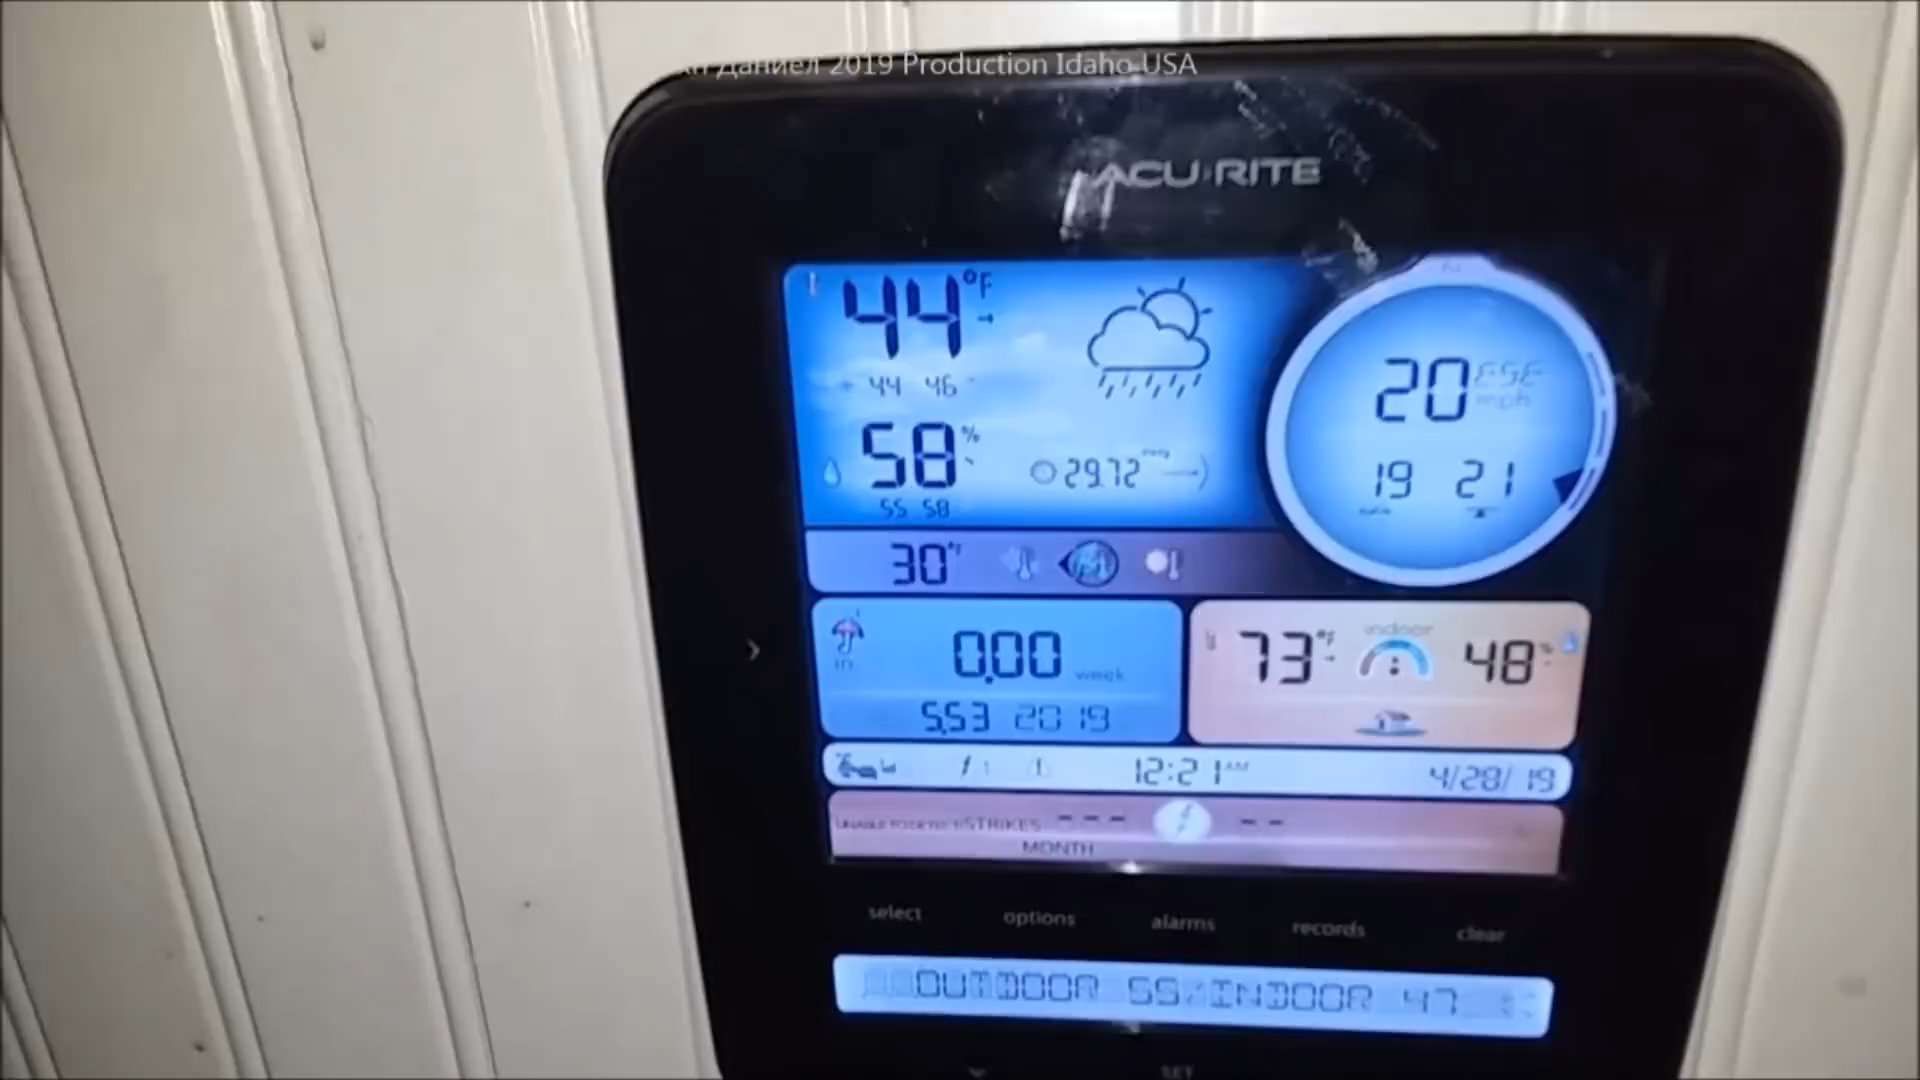 Даниел 2019 Production Idaho-USA
ACU RITE
44 °F
44 46
58 %
29.72
55 58
20 ESE
mph
19 21
30 °F
0.00 week
in.
5.53 2019
indoor
73 °F 48 %
12:21 AM 4/28/19
STRIKES --- --
MONTH
select options alarms records clear
OUTDOOR 55/INDOOR 47
SET